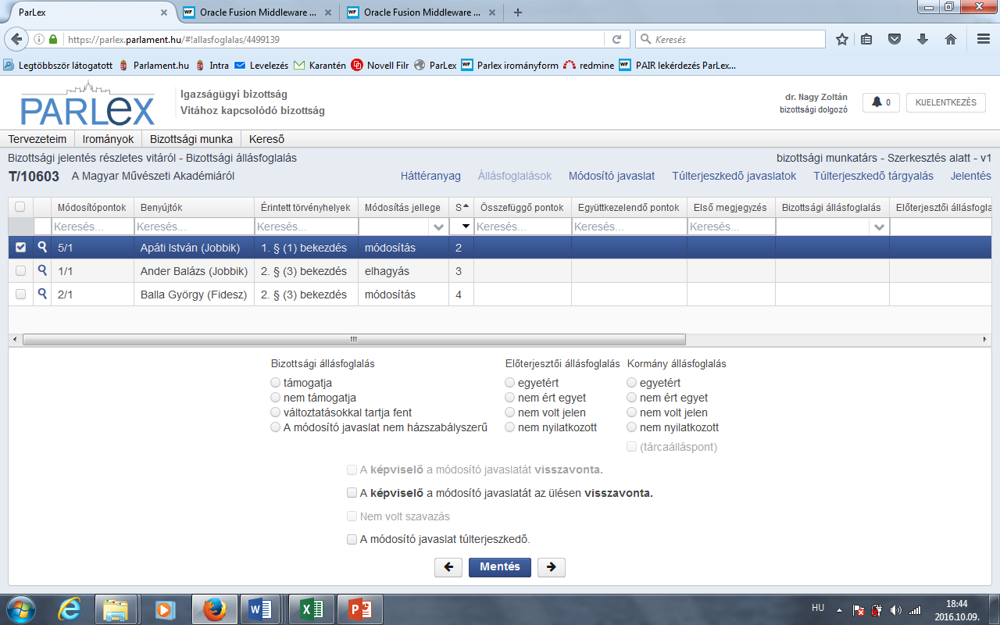 ParLex
Oracle Fusion Middleware ...
Oracle Fusion Middleware ...
https://parlex.parlament.hu/#!allasfoglalas/4499139
Keresés
Legtöbbször látogatott Parlament.hu Intra Levelezés Karantén Novell Filr ParLex Parlex irományform redmine PAIR lekérdezés ParLex...
PARLEX
Igazságügyi bizottság
Vitához kapcsolódó bizottság
dr. Nagy Zoltán
bizottsági dolgozó
0
KIJELENTKEZÉS
Tervezeteim Irományok Bizottsági munka Kereső
Bizottsági jelentés részletes vitáról - Bizottsági állásfoglalás
bizottsági munkatárs - Szerkesztés alatt - v1
T/10603 A Magyar Művészeti Akadémiáról
Háttéranyag Állásfoglalások Módosító javaslat Túlterjeszkedő javaslatok Túlterjeszkedő tárgyalás Jelentés
Módosítópontok Benyújtók Érintett törvényhelyek Módosítás jellege S Összefüggő pontok Együttkezelendő pontok Első megjegyzés Bizottsági állásfoglalás Előterjesztői állásfogla
Keresés... Keresés... Keresés... Keresés... Keresés... Keresés...
5/1 Apáti István (Jobbik) 1. § (1) bekezdés módosítás 2
1/1 Ander Balázs (Jobbik) 2. § (3) bekezdés elhagyás 3
2/1 Balla György (Fidesz) 2. § (3) bekezdés módosítás 4
Bizottsági állásfoglalás
támogatja
nem támogatja
változtatásokkal tartja fent
A módosító javaslat nem házszabályszerű
Előterjesztői állásfoglalás
egyetért
nem ért egyet
nem volt jelen
nem nyilatkozott
Kormány állásfoglalás
egyetért
nem ért egyet
nem volt jelen
nem nyilatkozott
(tárcaálláspont)
A képviselő a módosító javaslatát visszavonta.
A képviselő a módosító javaslatát az ülésen visszavonta.
Nem volt szavazás
A módosító javaslat túlterjeszkedő.
Mentés
HU
18:44
2016.10.09.